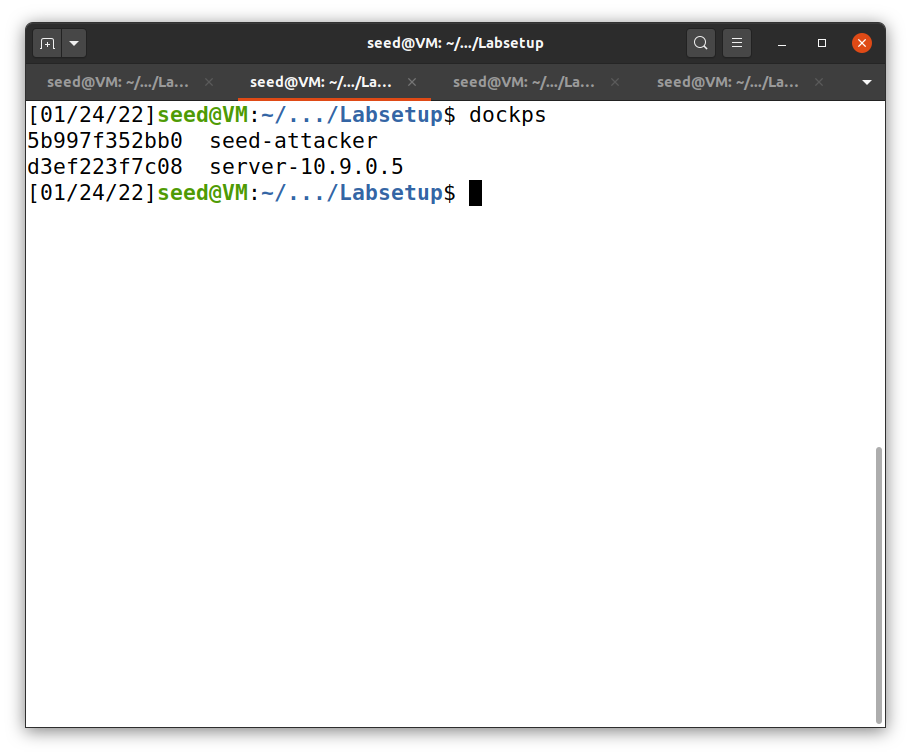 seed@VM: ~/.../Labsetup
seed@VM: ~/.../La...
seed@VM: ~/.../La...
seed@VM: ~/.../La...
seed@VM: ~/.../La...
[01/24/22]seed@VM:~/.../Labsetup$ dockps
5b997f352bb0  seed-attacker
d3ef223f7c08  server-10.9.0.5
[01/24/22]seed@VM:~/.../Labsetup$